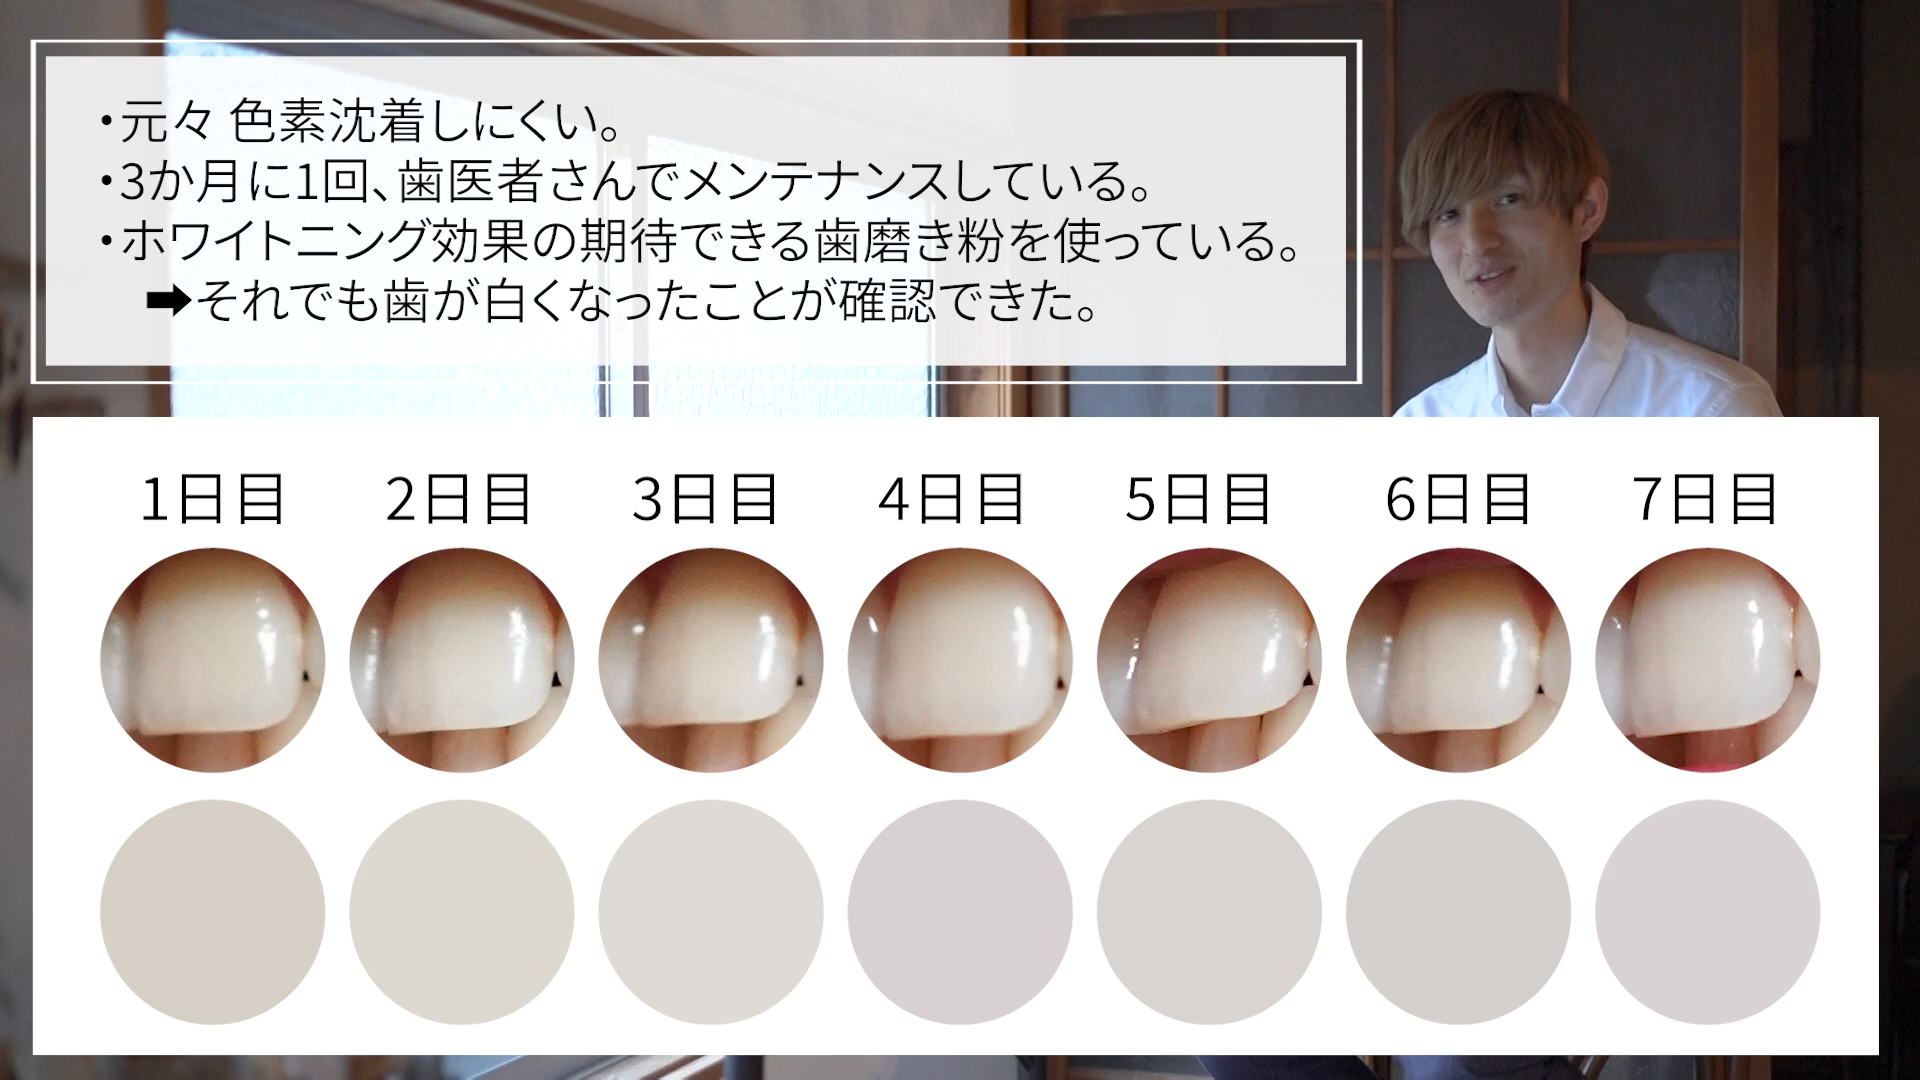 ・元々 色素沈着しにくい。
・3か月に1回、歯医者さんでメンテナンスしている。
・ホワイトニング効果の期待できる歯磨き粉を使っている。
➡それでも歯が白くなったことが確認できた。
1日目 2日目 3日目 4日目 5日目 6日目 7日目